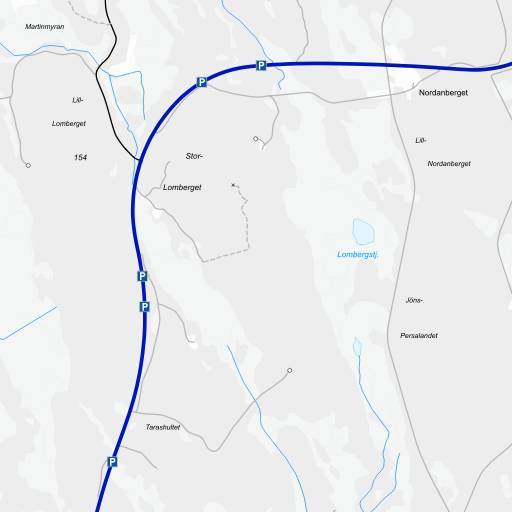 Martinmyran
P
P
Nordanberget
Lill-
Lomberget
154
Lill-
Nordanberget
Stor-
Lomberget
Lombergstj.
P
P
Jöns-
Persalandet
Tarashultet
P